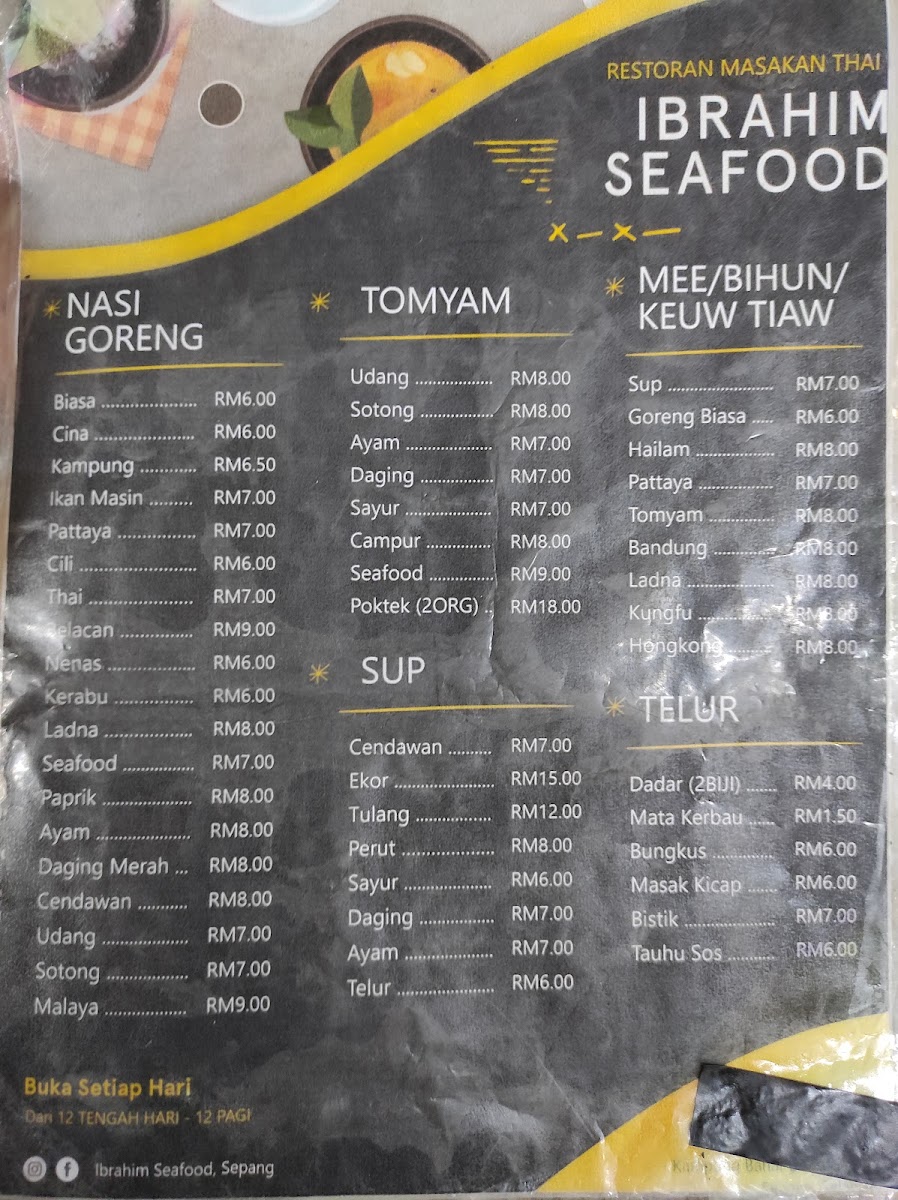 RESTORAN MASAKAN THAI
IBRAHIM
SEAFOOD
NASI
GORENG
Biasa .................... RM6.00
Cina ..................... RM6.00
Kampung ............ RM6.50
Ikan Masin ......... RM7.00
Pattaya ................. RM7.00
Cili ......................... RM6.00
Thai ...................... RM7.00
Belacan ................ RM9.00
Nenas ................... RM6.00
Kerabu .................. RM6.00
Ladna .................... RM8.00
Seafood ............... RM7.00
Paprik ................... RM8.00
Ayam .................... RM8.00
Daging Merah ... RM8.00
Cendawan ........... RM8.00
Udang ................... RM7.00
Sotong .................. RM7.00
Malaya .................. RM9.00
TOMYAM
Udang .................. RM8.00
Sotong ................. RM8.00
Ayam .................... RM7.00
Daging .................. RM7.00
Sayur .................... RM7.00
Campur ............... RM8.00
Seafood ............... RM9.00
Poktek (2ORG) .. RM18.00
SUP
Cendawan .......... RM7.00
Ekor ....................... RM15.00
Tulang .................. RM12.00
Perut ..................... RM8.00
Sayur .................... RM6.00
Daging ................. RM7.00
Ayam .................... RM7.00
Telur ...................... RM6.00
MEE/BIHUN/
KEUW TIAW
Sup ........................ RM7.00
Goreng Biasa ..... RM6.00
Hailam .................. RM8.00
Pattaya ................. RM7.00
Tomyam ............... RM8.00
Bandung .............. RM8.00
Ladna .................... RM8.00
Kungfu ................. RM8.00
Hongkong ........... RM8.00
TELUR
Dadar (2BIJI) ....... RM4.00
Mata Kerbau ...... RM1.50
Bungkus .............. RM6.00
Masak Kicap ....... RM6.00
Bistik ..................... RM7.00
Tauhu Sos ........... RM6.00
Buka Setiap Hari
Dari 12 TENGAH HARI - 12 PAGI
Ibrahim Seafood, Sepang